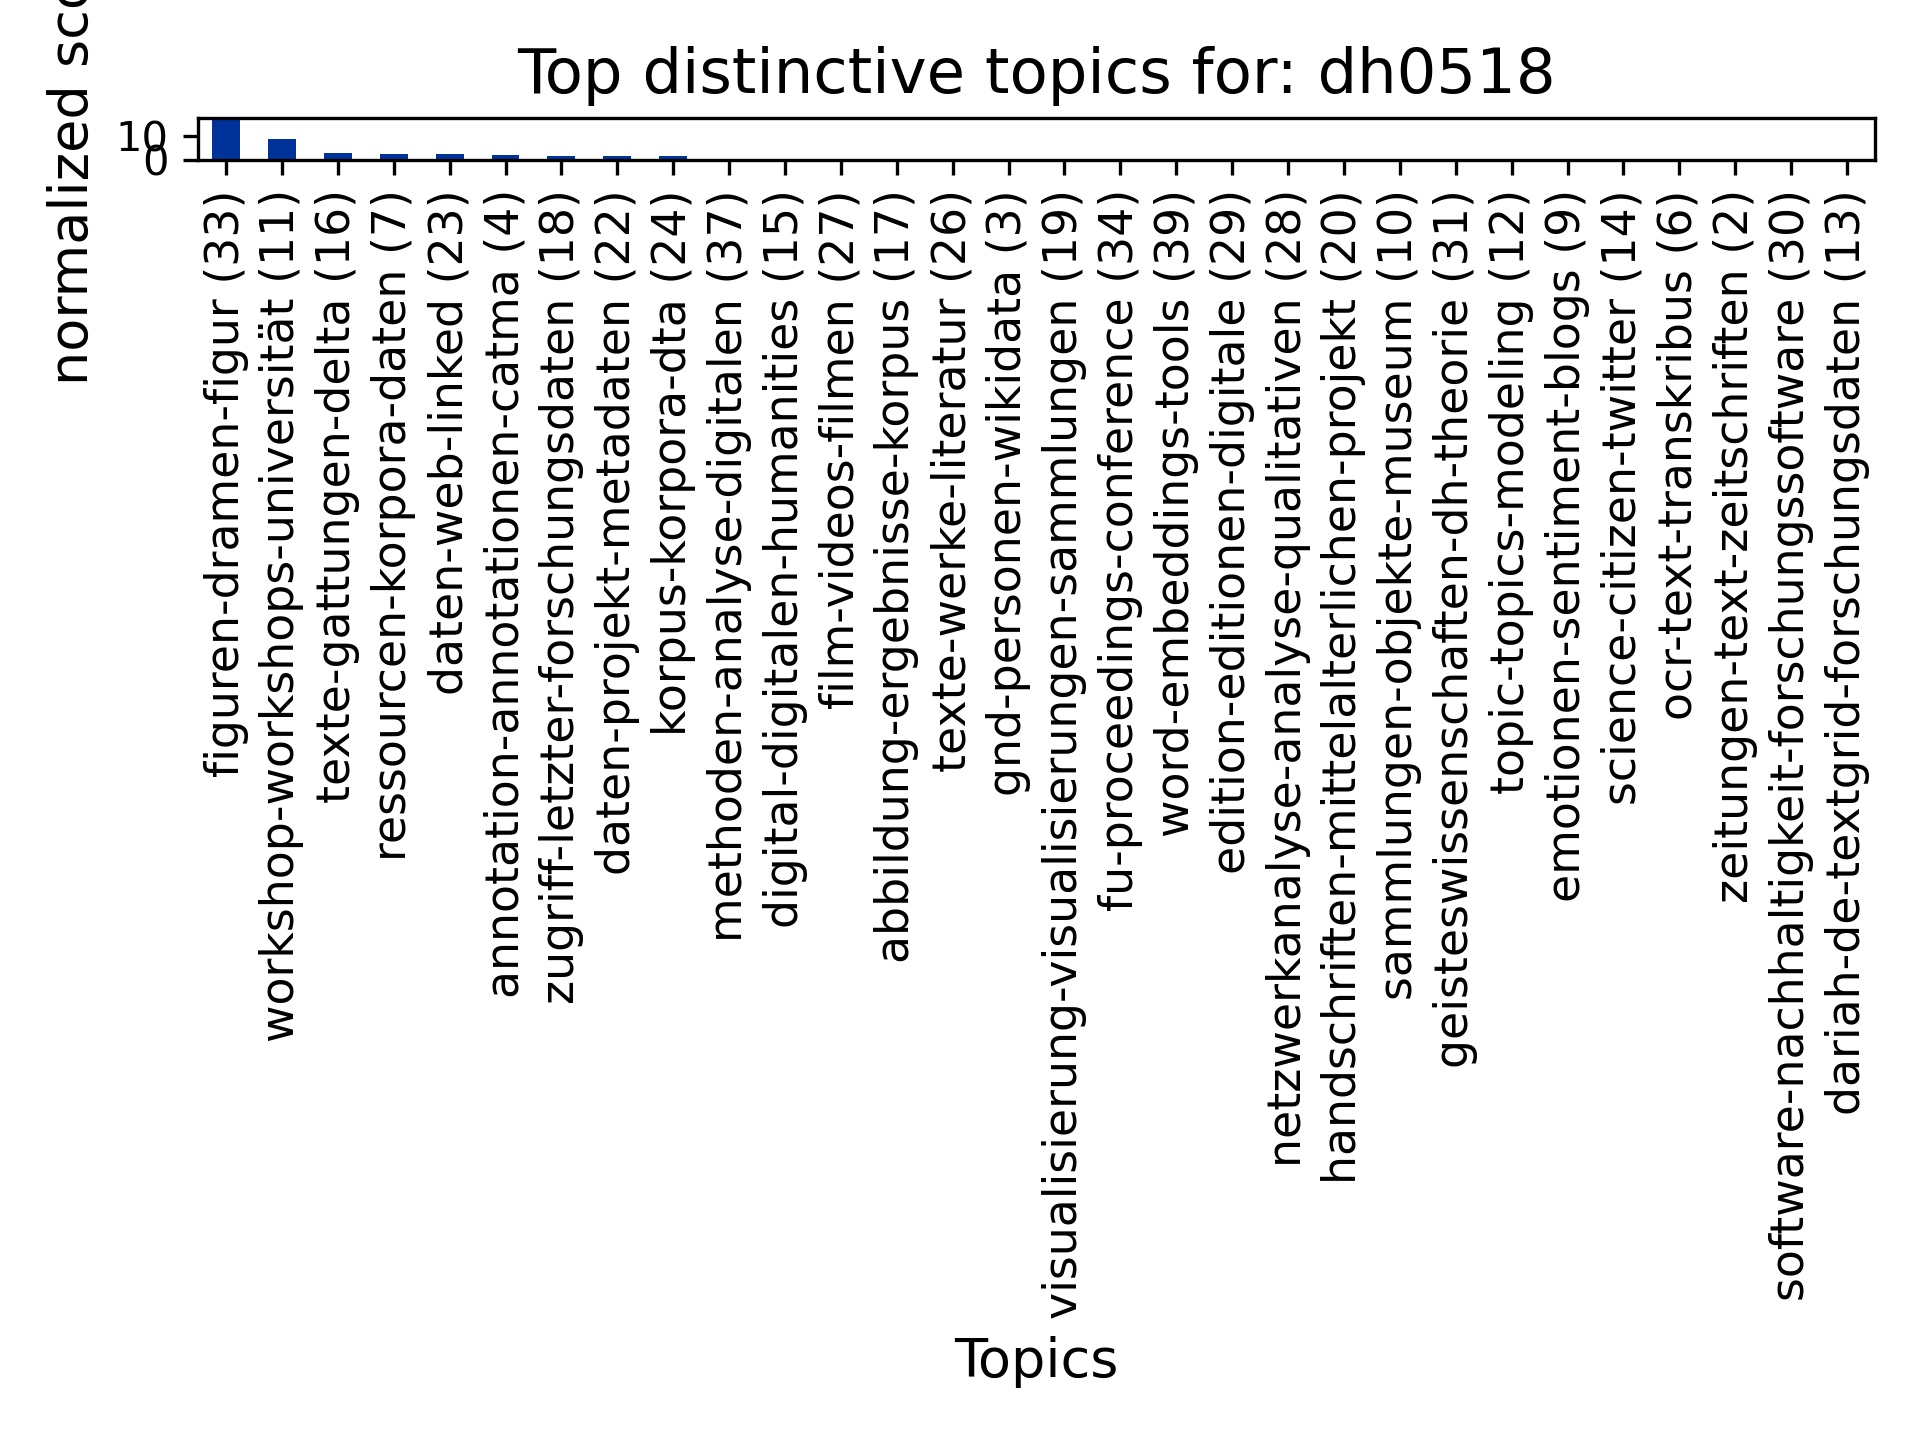 Top distinctive topics for: dh0518
normalized
10
0
figuren-dramen-figur (33)
workshop-workshops-universität (11)
texte-gattungen-delta (16)
ressourcen-korpora-daten (7)
daten-web-linked (23)
annotation-annotationen-catma (4)
zugriff-letzter-forschungsdaten (18)
daten-projekt-metadaten (22)
korpus-korpora-dta (24)
methoden-analyse-digitalen (37)
digital-digitalen-humanities (15)
film-videos-filmen (27)
abbildung-ergebnisse-korpus (17)
texte-werke-literatur (26)
gnd-personen-wikidata (3)
visualisierung-visualisierungen-sammlungen (19)
fu-proceedings-conference (34)
word-embeddings-tools (39)
edition-editionen-digitale (29)
netzwerkanalyse-analyse-qualitativen (28)
handschriften-mittelalterlichen-projekt (20)
sammlungen-objekte-museum (10)
geisteswissenschaften-dh-theorie (31)
topic-topics-modeling (12)
emotionen-sentiment-blogs (9)
science-citizen-twitter (14)
ocr-text-transkribus (6)
zeitungen-text-zeitschriften (2)
software-nachhaltigkeit-forschungssoftware (30)
dariah-de-textgrid-forschungsdaten (13)
Topics